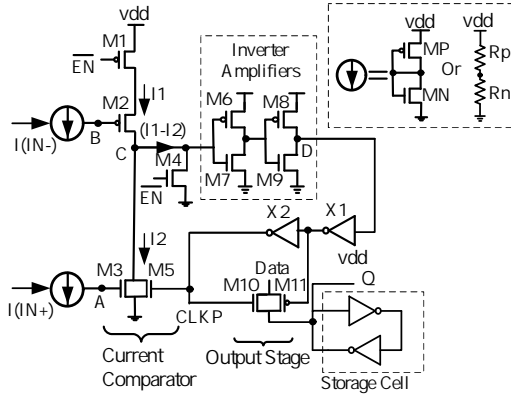 vdd
M1
EN
I1
M2
I(IN-)
B
C
(I1-I2)
M4
EN
Inverter
Amplifiers
M6
M8
M7
M9
D
vdd
MP
MN
Or
vdd
Rp
Rn
X2
X1
vdd
I2
M3
M5
I(IN+)
A
CLKP
Data
M10
M11
Q
Current
Comparator
Output Stage
Storage Cell